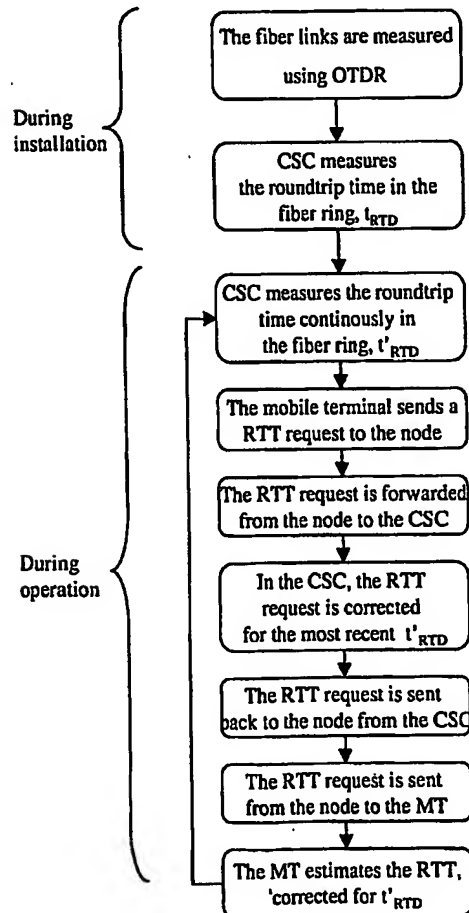 The fiber links are measured
using OTDR
During
installation
CSC measures
the roundtrip time in the
fiber ring, tRTD
CSC measures the roundtrip
time continously in
the fiber ring, t'RTD
The mobile terminal sends a
RTT request to the node
The RTT request is forwarded
from the node to the CSC
During
operation
In the CSC, the RTT
request is corrected
for the most recent t'RTD
The RTT request is sent
back to the node from the CSC
The RTT request is sent
from the node to the MT
The MT estimates the RTT,
'corrected for t'RTD